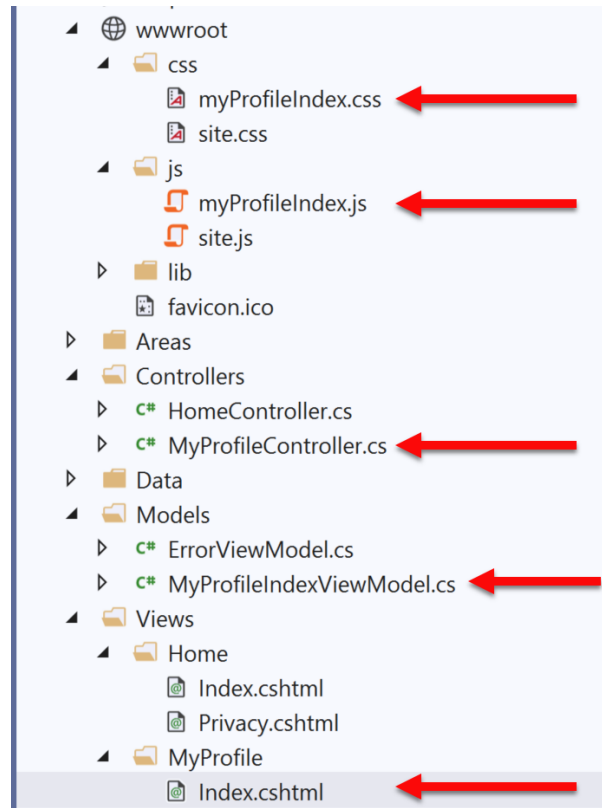 wwwroot
css
myProfileIndex.css
site.css
js
myProfileIndex.js
site.js
lib
favicon.ico
Areas
Controllers
C# HomeController.cs
C# MyProfileController.cs
Data
Models
C# ErrorViewModel.cs
C# MyProfileIndexViewModel.cs
Views
Home
Index.cshtml
Privacy.cshtml
MyProfile
Index.cshtml